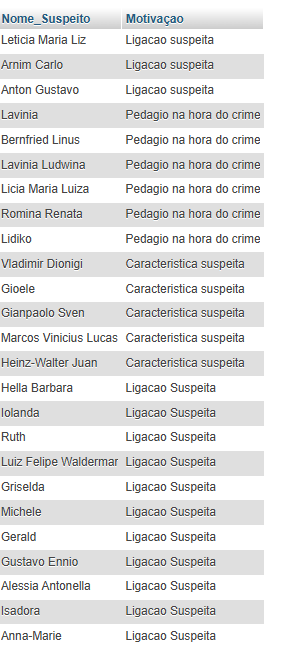 Nome_Suspeito Motivaçao
Leticia Maria Liz Ligacao suspeita
Arnim Carlo Ligacao suspeita
Anton Gustavo Ligacao suspeita
Lavinia Pedagio na hora do crime
Bernfried Linus Pedagio na hora do crime
Lavinia Ludwina Pedagio na hora do crime
Licia Maria Luiza Pedagio na hora do crime
Romina Renata Pedagio na hora do crime
Lidiko Pedagio na hora do crime
Vladimir Dionigi Caracteristica suspeita
Gioele Caracteristica suspeita
Gianpaolo Sven Caracteristica suspeita
Marcos Vinicius Lucas Caracteristica suspeita
Heinz-Walter Juan Caracteristica suspeita
Hella Barbara Ligacao Suspeita
Iolanda Ligacao Suspeita
Ruth Ligacao Suspeita
Luiz Felipe Waldermar Ligacao Suspeita
Griselda Ligacao Suspeita
Michele Ligacao Suspeita
Gerald Ligacao Suspeita
Gustavo Ennio Ligacao Suspeita
Alessia Antonella Ligacao Suspeita
Isadora Ligacao Suspeita
Anna-Marie Ligacao Suspeita